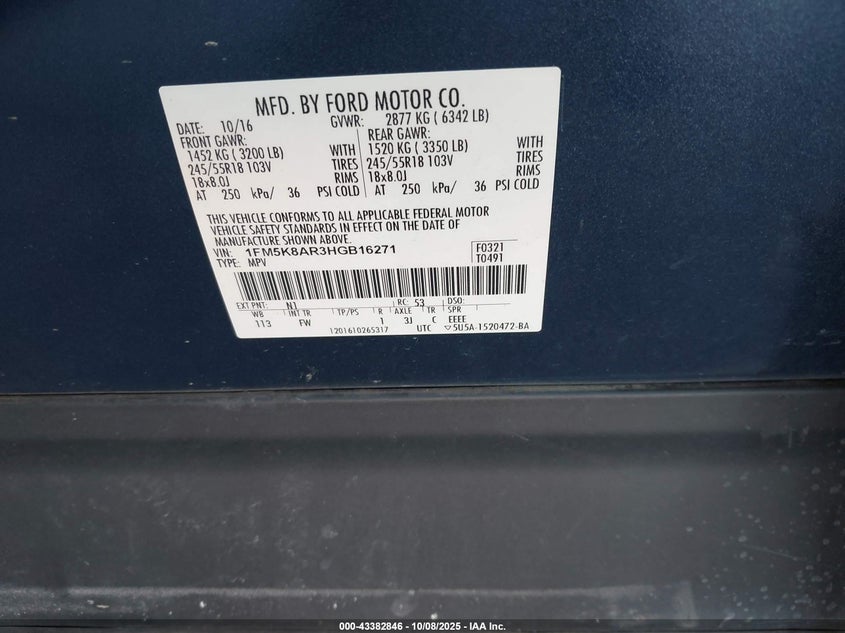 MFD. BY FORD MOTOR CO.
DATE: 10/16 GVWR: 2877 KG ( 6342 LB)
FRONT GAWR: REAR GAWR:
1452 KG ( 3200 LB) WITH 1520 KG ( 3350 LB) WITH
245/55R18 103V TIRES 245/55R18 103V TIRES
18x8.0J RIMS 18x8.0J RIMS
AT 250 kPa/ 36 PSI COLD AT 250 kPa/ 36 PSI COLD
THIS VEHICLE CONFORMS TO ALL APPLICABLE FEDERAL MOTOR
VEHICLE SAFETY STANDARDS IN EFFECT ON THE DATE OF
MANUFACTURE SHOWN ABOVE.
VIN: 1FM5K8AR3HGB16271 F0321
TYPE: MPV T0491
EXT PNT: N1 RC: 53 DSO:
WB INT TR TP/PS R AXLE TR SPR
113 FW 1 3J C EEEE
1201610265317 UTC ▽5U5A-1520472-BA
000-43382846 - 10/08/2025 - IAA Inc.